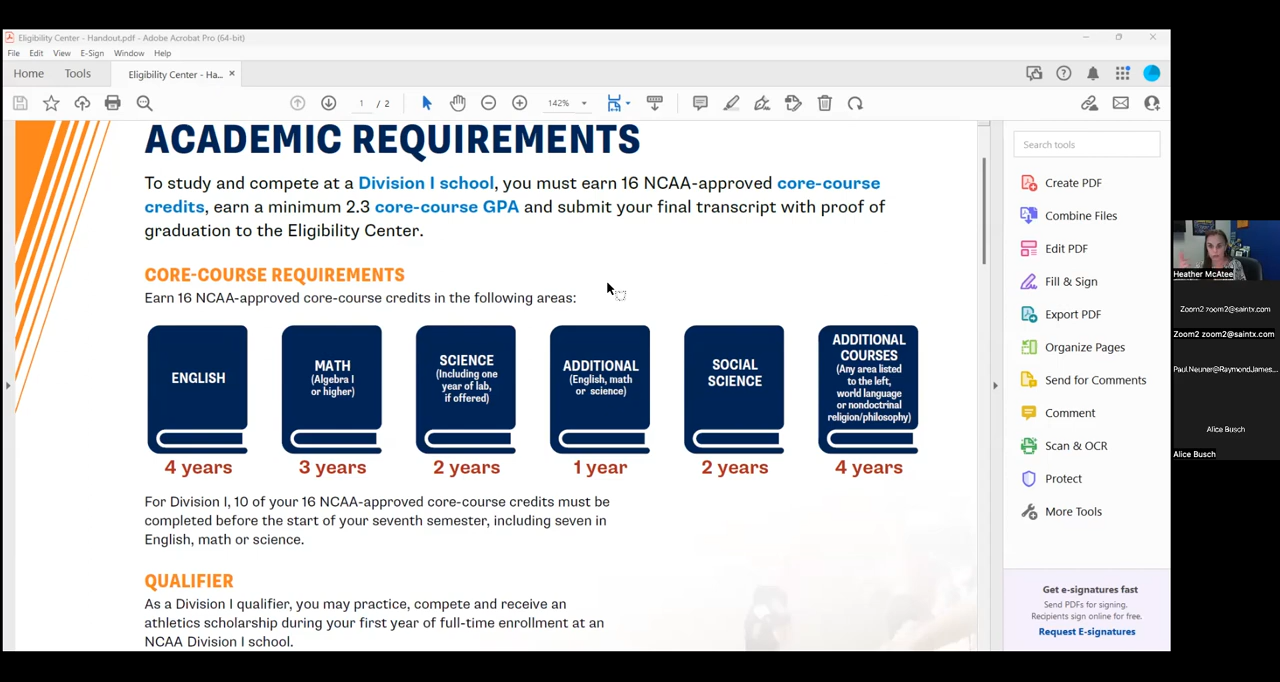 Eligibility Center - Handout.pdf - Adobe Acrobat Pro (64-bit)
File Edit View E-Sign Window Help
Home Tools Eligibility Center - Ha... ×
1 / 2 142%
ACADEMIC REQUIREMENTS
To study and compete at a Division I school, you must earn 16 NCAA-approved core-course
credits, earn a minimum 2.3 core-course GPA and submit your final transcript with proof of
graduation to the Eligibility Center.
CORE-COURSE REQUIREMENTS
Earn 16 NCAA-approved core-course credits in the following areas:
ENGLISH
4 years
MATH
(Algebra I
or higher)
3 years
SCIENCE
(Including one
year of lab,
if offered)
2 years
ADDITIONAL
(English, math
or science)
1 year
SOCIAL
SCIENCE
2 years
ADDITIONAL
COURSES
(Any area listed
to the left,
world language
or nondoctrinal
religion/philosophy)
4 years
For Division I, 10 of your 16 NCAA-approved core-course credits must be
completed before the start of your seventh semester, including seven in
English, math or science.
QUALIFIER
As a Division I qualifier, you may practice, compete and receive an
athletics scholarship during your first year of full-time enrollment at an
NCAA Division I school.
Search tools
Create PDF
Combine Files
Edit PDF
Fill & Sign
Export PDF
Organize Pages
Send for Comments
Comment
Scan & OCR
Protect
More Tools
Get e-signatures fast
Send PDFs for signing.
Recipients sign online for free.
Request E-signatures
Heather McAtee
Zoom2 zoom2@saintx.com
Zoom2 zoom2@saintx.com
Paul.Neuner@RaymondJames...
Alice Busch
Alice Busch